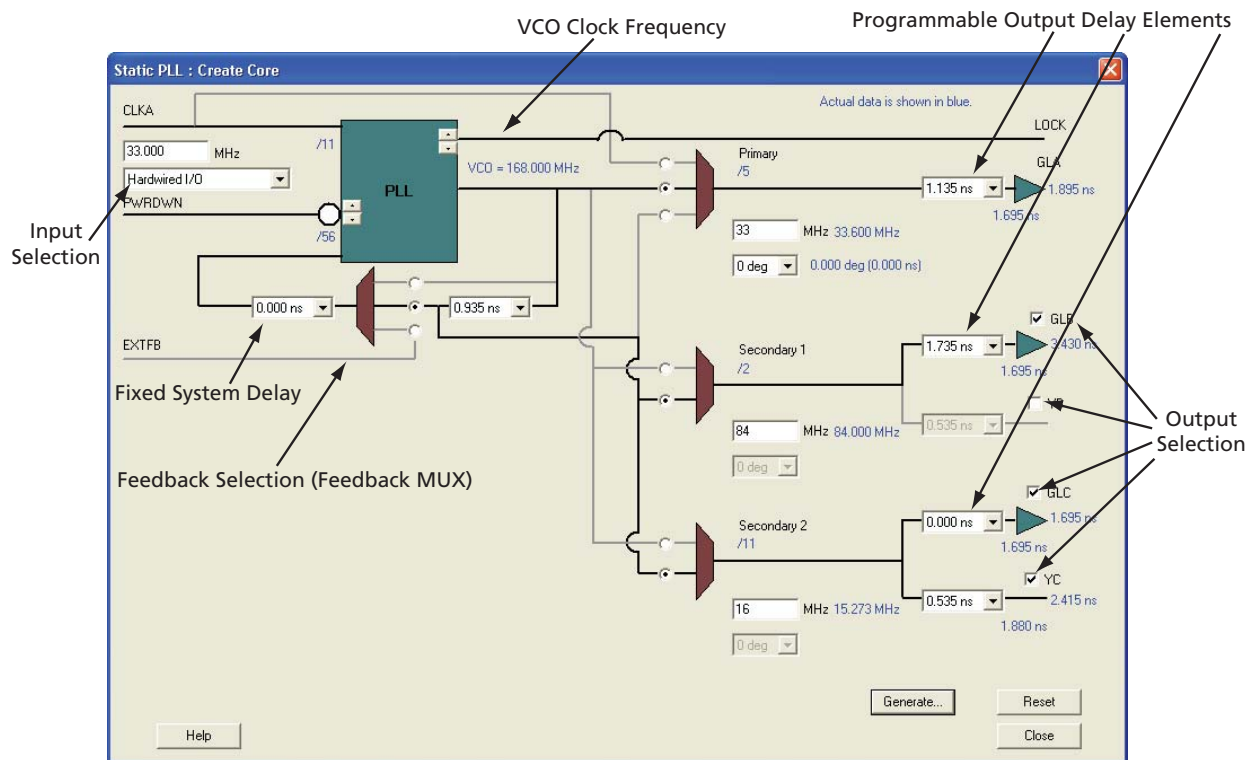 VCO Clock Frequency
Programmable Output Delay Elements
Static PLL : Create Core
Actual data is shown in blue.
CLKA
LOCK
33.000 MHz
/11
Hardwired I/O
PLL
VCO = 168.000 MHz
Primary
/5
GLA
1.135 ns
1.895 ns
1.695 ns
PWRDWN
/56
Input
Selection
33 MHz 33.600 MHz
0 deg 0.000 deg (0.000 ns)
0.000 ns
0.935 ns
EXTFB
Fixed System Delay
Feedback Selection (Feedback MUX)
Secondary 1
/2
GLB
1.735 ns
3.430 ns
1.695 ns
YB
0.535 ns
84 MHz 84.000 MHz
0 deg
Output
Selection
Secondary 2
/11
GLC
0.000 ns
1.695 ns
1.695 ns
YC
0.535 ns
2.415 ns
1.880 ns
16 MHz 15.273 MHz
0 deg
Generate...
Reset
Help
Close